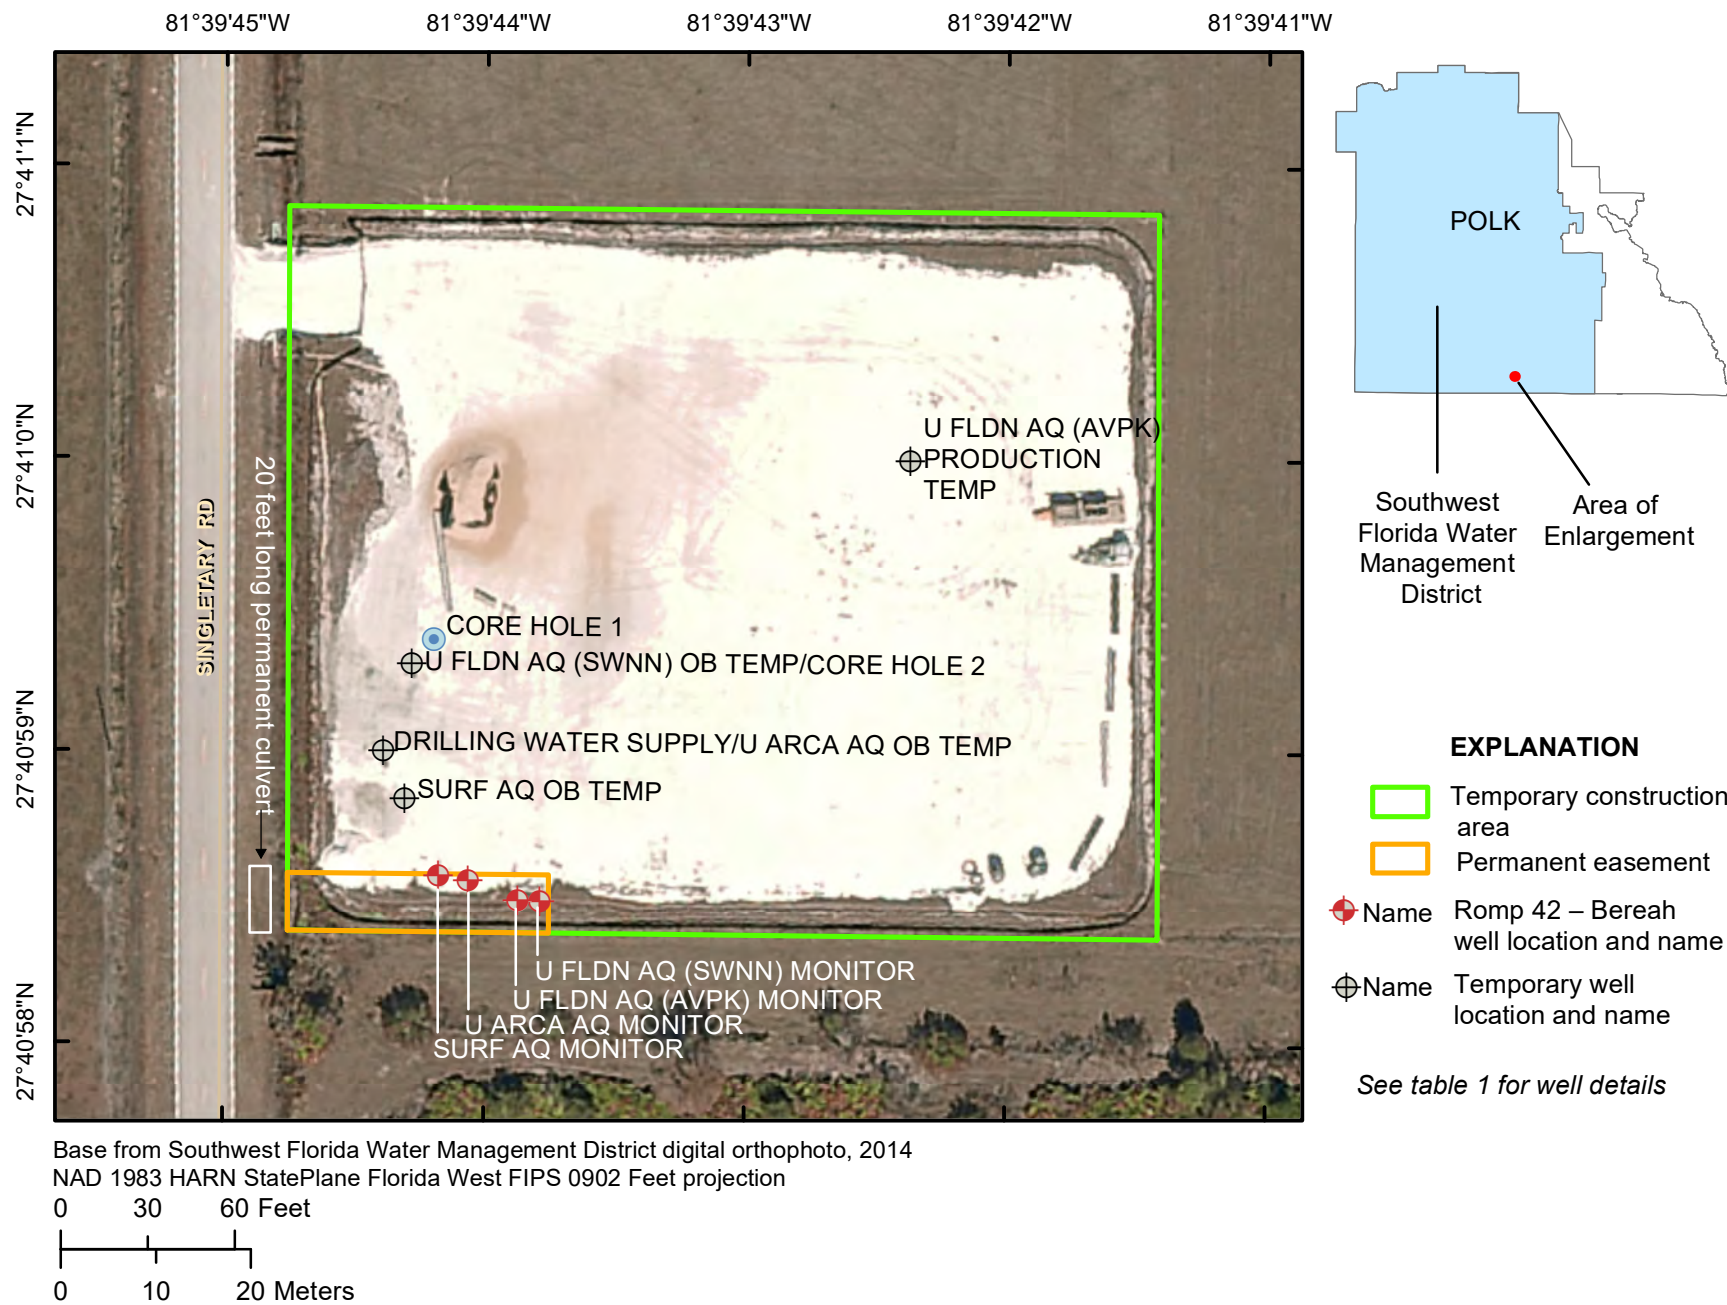 81°39'45"W
81°39'44"W
81°39'43"W
81°39'42"W
81°39'41"W
27°41'1"N
27°41'0"N
27°40'59"N
27°40'58"N
SINGLETARY RD
20 feet long permanent culvert
U FLDN AQ (AVPK)
PRODUCTION
TEMP
CORE HOLE 1
U FLDN AQ (SWNN) OB TEMP/CORE HOLE 2
DRILLING WATER SUPPLY/U ARCA AQ OB TEMP
SURF AQ OB TEMP
U FLDN AQ (SWNN) MONITOR
U FLDN AQ (AVPK) MONITOR
U ARCA AQ MONITOR
SURF AQ MONITOR
POLK
Southwest
Florida Water
Management
District
Area of
Enlargement
EXPLANATION
Temporary construction
area
Permanent easement
Name
Romp 42 – Bereah
well location and name
Name
Temporary well
location and name
See table 1 for well details
Base from Southwest Florida Water Management District digital orthophoto, 2014
NAD 1983 HARN StatePlane Florida West FIPS 0902 Feet projection
0 30 60 Feet
0 10 20 Meters